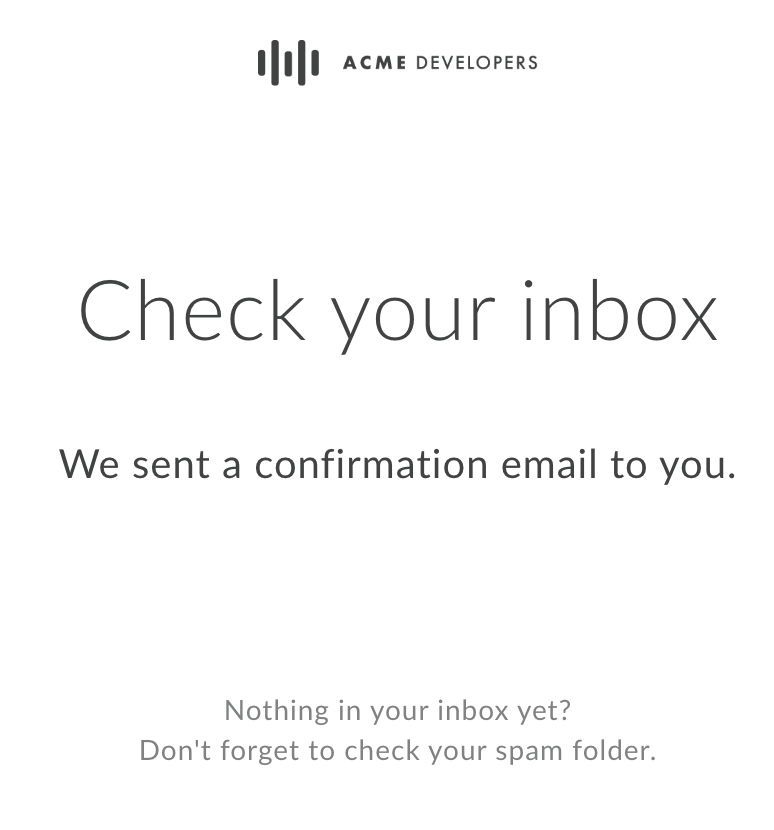 ACME DEVELOPERS
Check your inbox
We sent a confirmation email to you.
Nothing in your inbox yet?
Don't forget to check your spam folder.